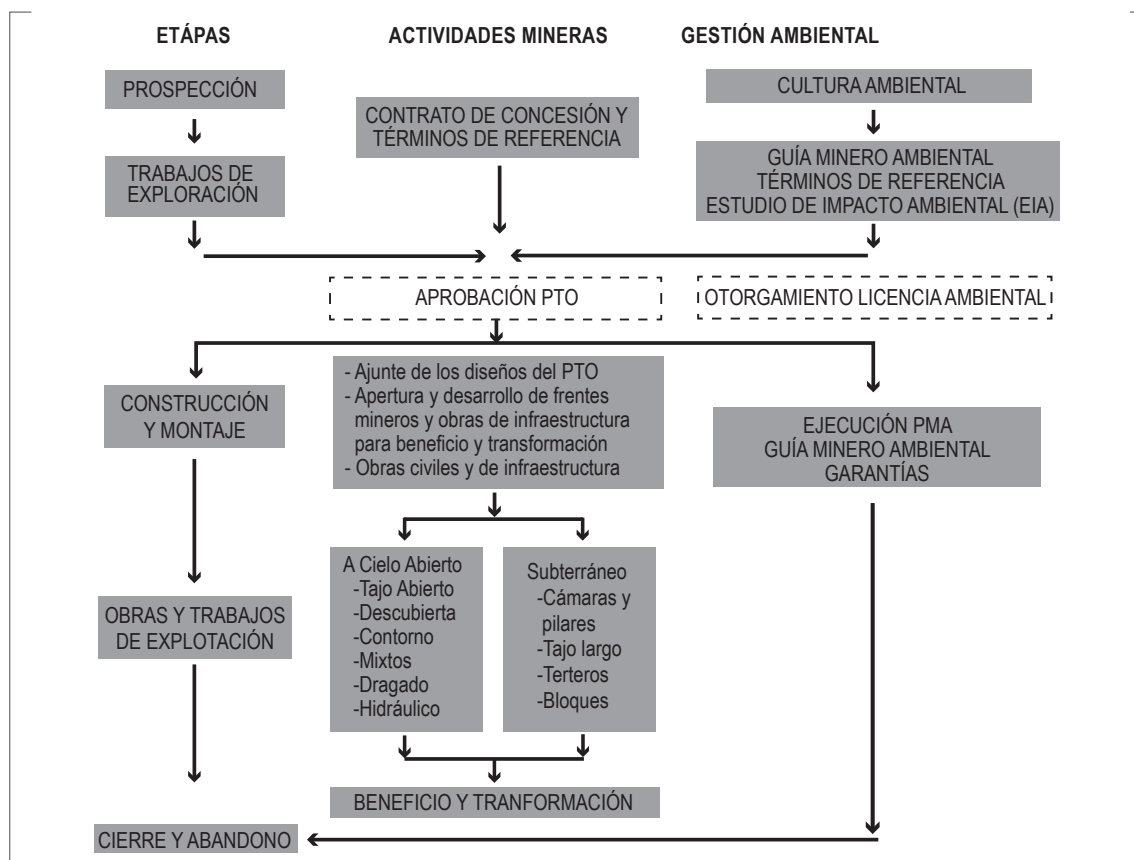 ETÁPAS
ACTIVIDADES MINERAS
GESTIÓN AMBIENTAL
PROSPECCIÓN
CONTRATO DE CONCESIÓN Y
TÉRMINOS DE REFERENCIA
CULTURA AMBIENTAL
TRABAJOS DE
EXPLORACIÓN
GUÍA MINERO AMBIENTAL
TÉRMINOS DE REFERENCIA
ESTUDIO DE IMPACTO AMBIENTAL (EIA)
APROBACIÓN PTO
OTORGAMIENTO LICENCIA AMBIENTAL
CONSTRUCCIÓN
Y MONTAJE
- Ajunte de los diseños del PTO
- Apertura y desarrollo de frentes
mineros y obras de infraestructura
para beneficio y transformación
- Obras civiles y de infraestructura
EJECUCIÓN PMA
GUÍA MINERO AMBIENTAL
GARANTÍAS
OBRAS Y TRABAJOS
DE EXPLOTACIÓN
A Cielo Abierto
-Tajo Abierto
-Descubierta
-Contorno
-Mixtos
-Dragado
-Hidráulico
Subterráneo
-Cámaras y
pilares
-Tajo largo
-Terteros
-Bloques
BENEFICIO Y TRANFORMACIÓN
CIERRE Y ABANDONO